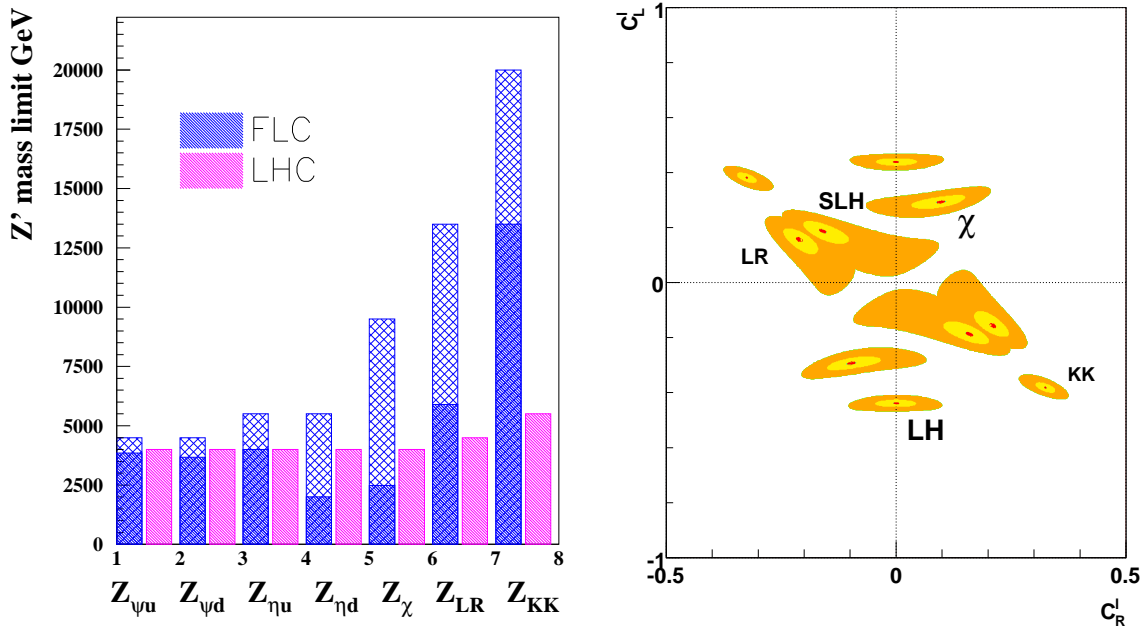 Z' mass limit GeV
20000
17500
15000
12500
10000
7500
5000
2500
0
FLC
LHC
1 2 3 4 5 6 7 8
Zψu Zψd Zηu Zηd Zχ ZLR ZKK
C_L^l
1
0
-1
SLH
χ
LR
KK
LH
-0.5 0 0.5
C_R^l